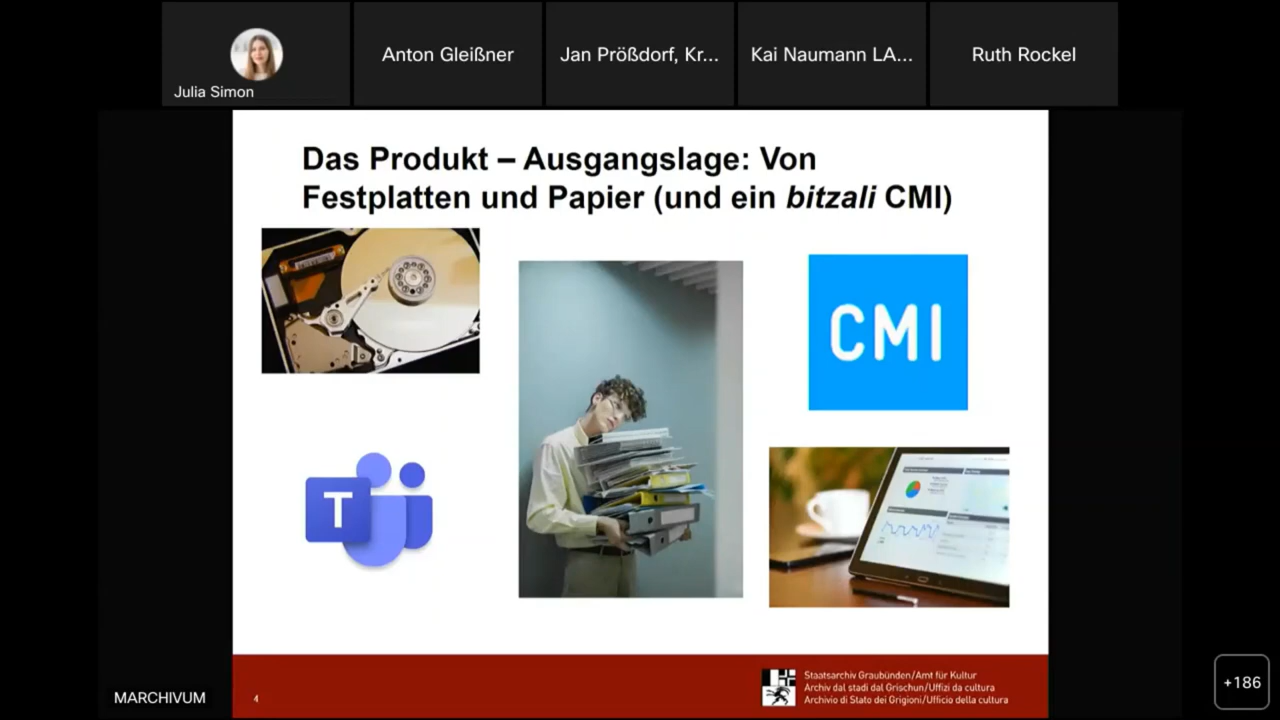 Julia Simon
Anton Gleißner
Jan Prößdorf, Kr...
Kai Naumann LA...
Ruth Rockel
Das Produkt – Ausgangslage: Von
Festplatten und Papier (und ein bitzali CMI)
CMI
T
MARCHIVUM
4
Staatsarchiv Graubünden/Amt für Kultur
Archiv dal stadi dal Grischun/Uffizi da cultura
Archivio di Stato dei Grigioni/Ufficio della cultura
+186